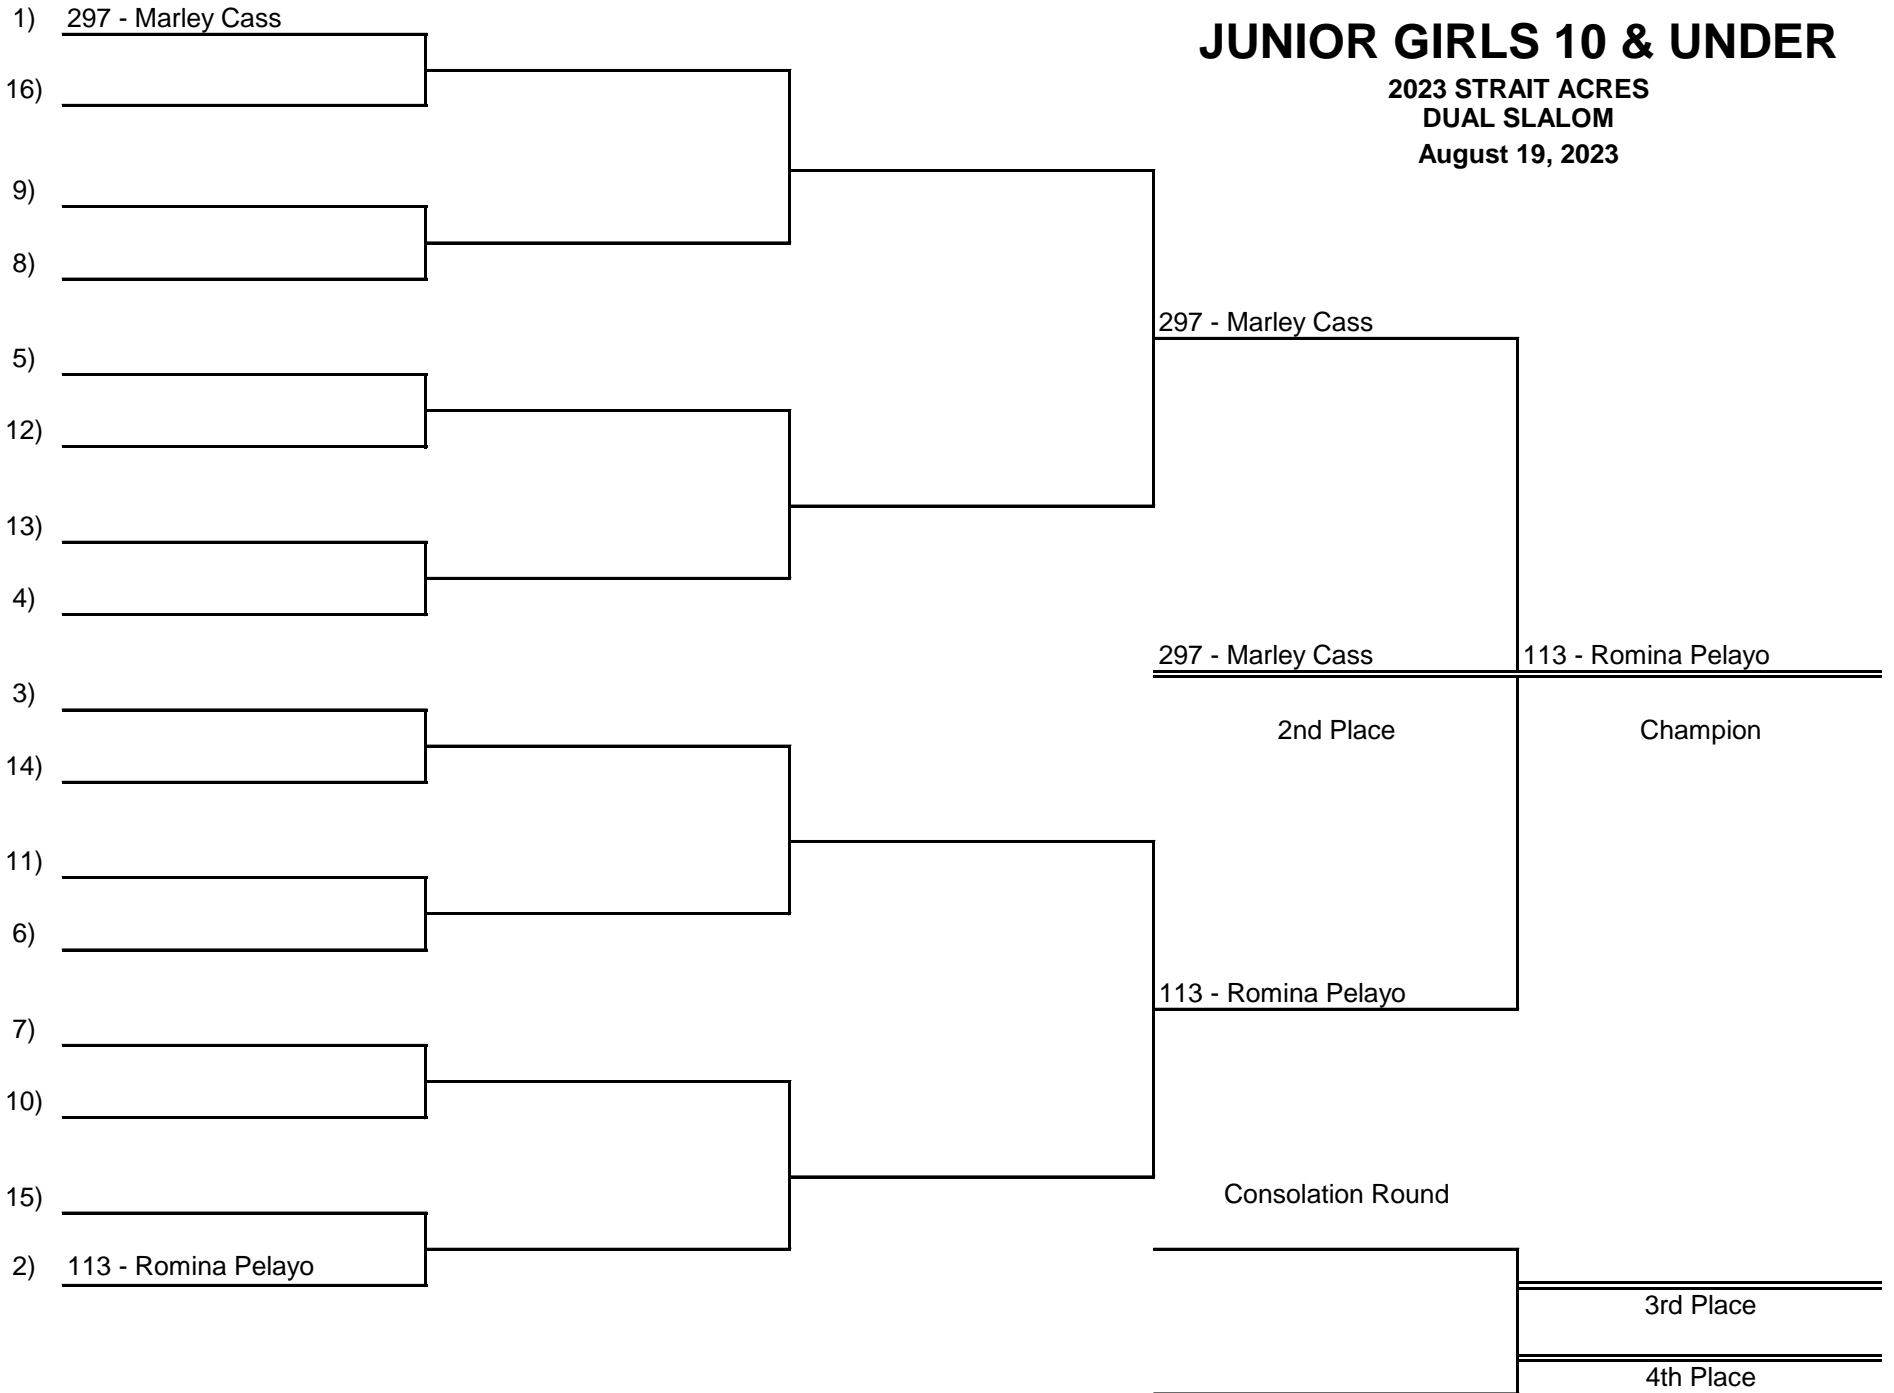 1) 297 - Marley Cass
JUNIOR GIRLS 10 & UNDER
2023 STRAIT ACRES
DUAL SLALOM
August 19, 2023
16)
9)
8)
297 - Marley Cass
5)
12)
13)
4)
297 - Marley Cass
113 - Romina Pelayo
3)
2nd Place
Champion
14)
11)
6)
113 - Romina Pelayo
7)
10)
15)
Consolation Round
2) 113 - Romina Pelayo
3rd Place
4th Place